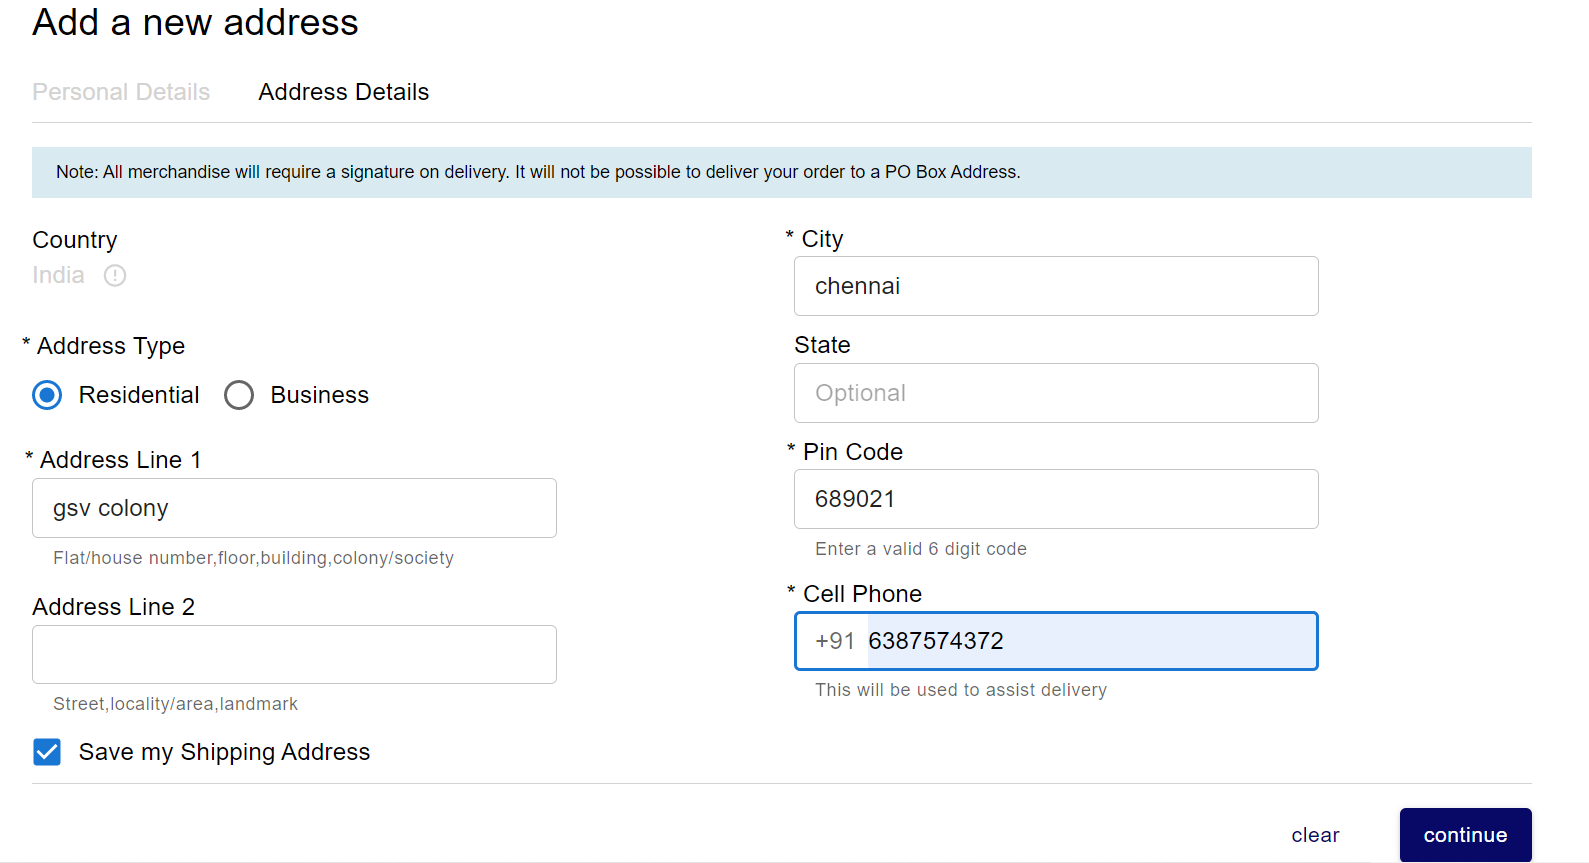 Add a new address
Personal Details
Address Details
Note: All merchandise will require a signature on delivery. It will not be possible to deliver your order to a PO Box Address.
Country
India
* Address Type
Residential
Business
* Address Line 1
gsv colony
Flat/house number,floor,building,colony/society
Address Line 2
Street,locality/area,landmark
Save my Shipping Address
* City
chennai
State
Optional
* Pin Code
689021
Enter a valid 6 digit code
* Cell Phone
+91 6387574372
This will be used to assist delivery
clear
continue